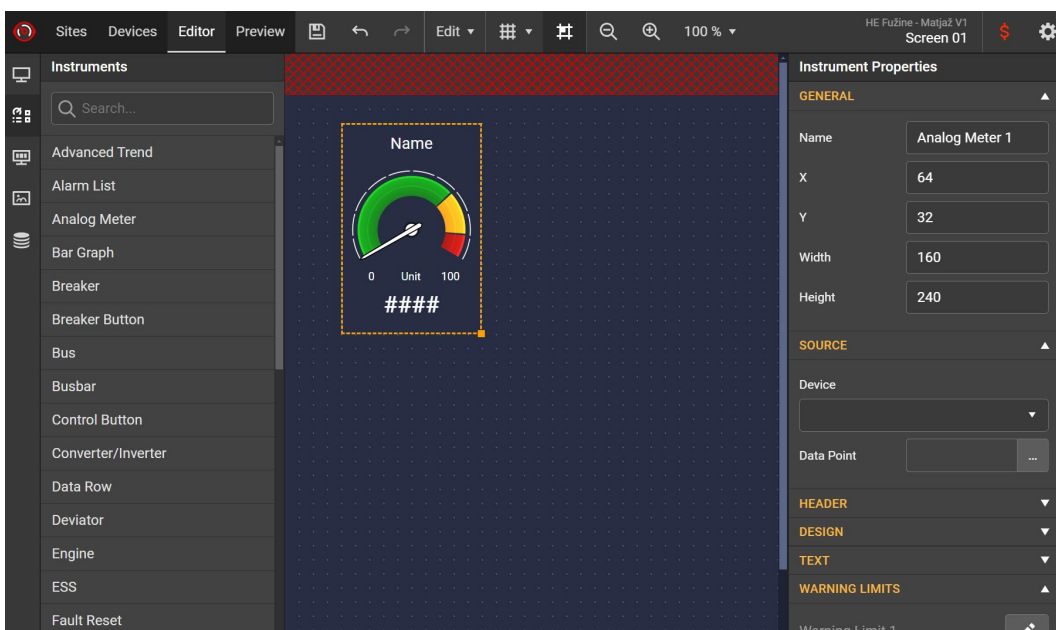 Sites Devices Editor Preview Edit 100 % HE Fužine - Matjaž V1
Screen 01
Instruments
Search...
Advanced Trend
Alarm List
Analog Meter
Bar Graph
Breaker
Breaker Button
Bus
Busbar
Control Button
Converter/Inverter
Data Row
Deviator
Engine
ESS
Fault Reset
Name
0 Unit 100
####
Instrument Properties
GENERAL
Name Analog Meter 1
X 64
Y 32
Width 160
Height 240
SOURCE
Device
Data Point ...
HEADER
DESIGN
TEXT
WARNING LIMITS
Warning Limit 1